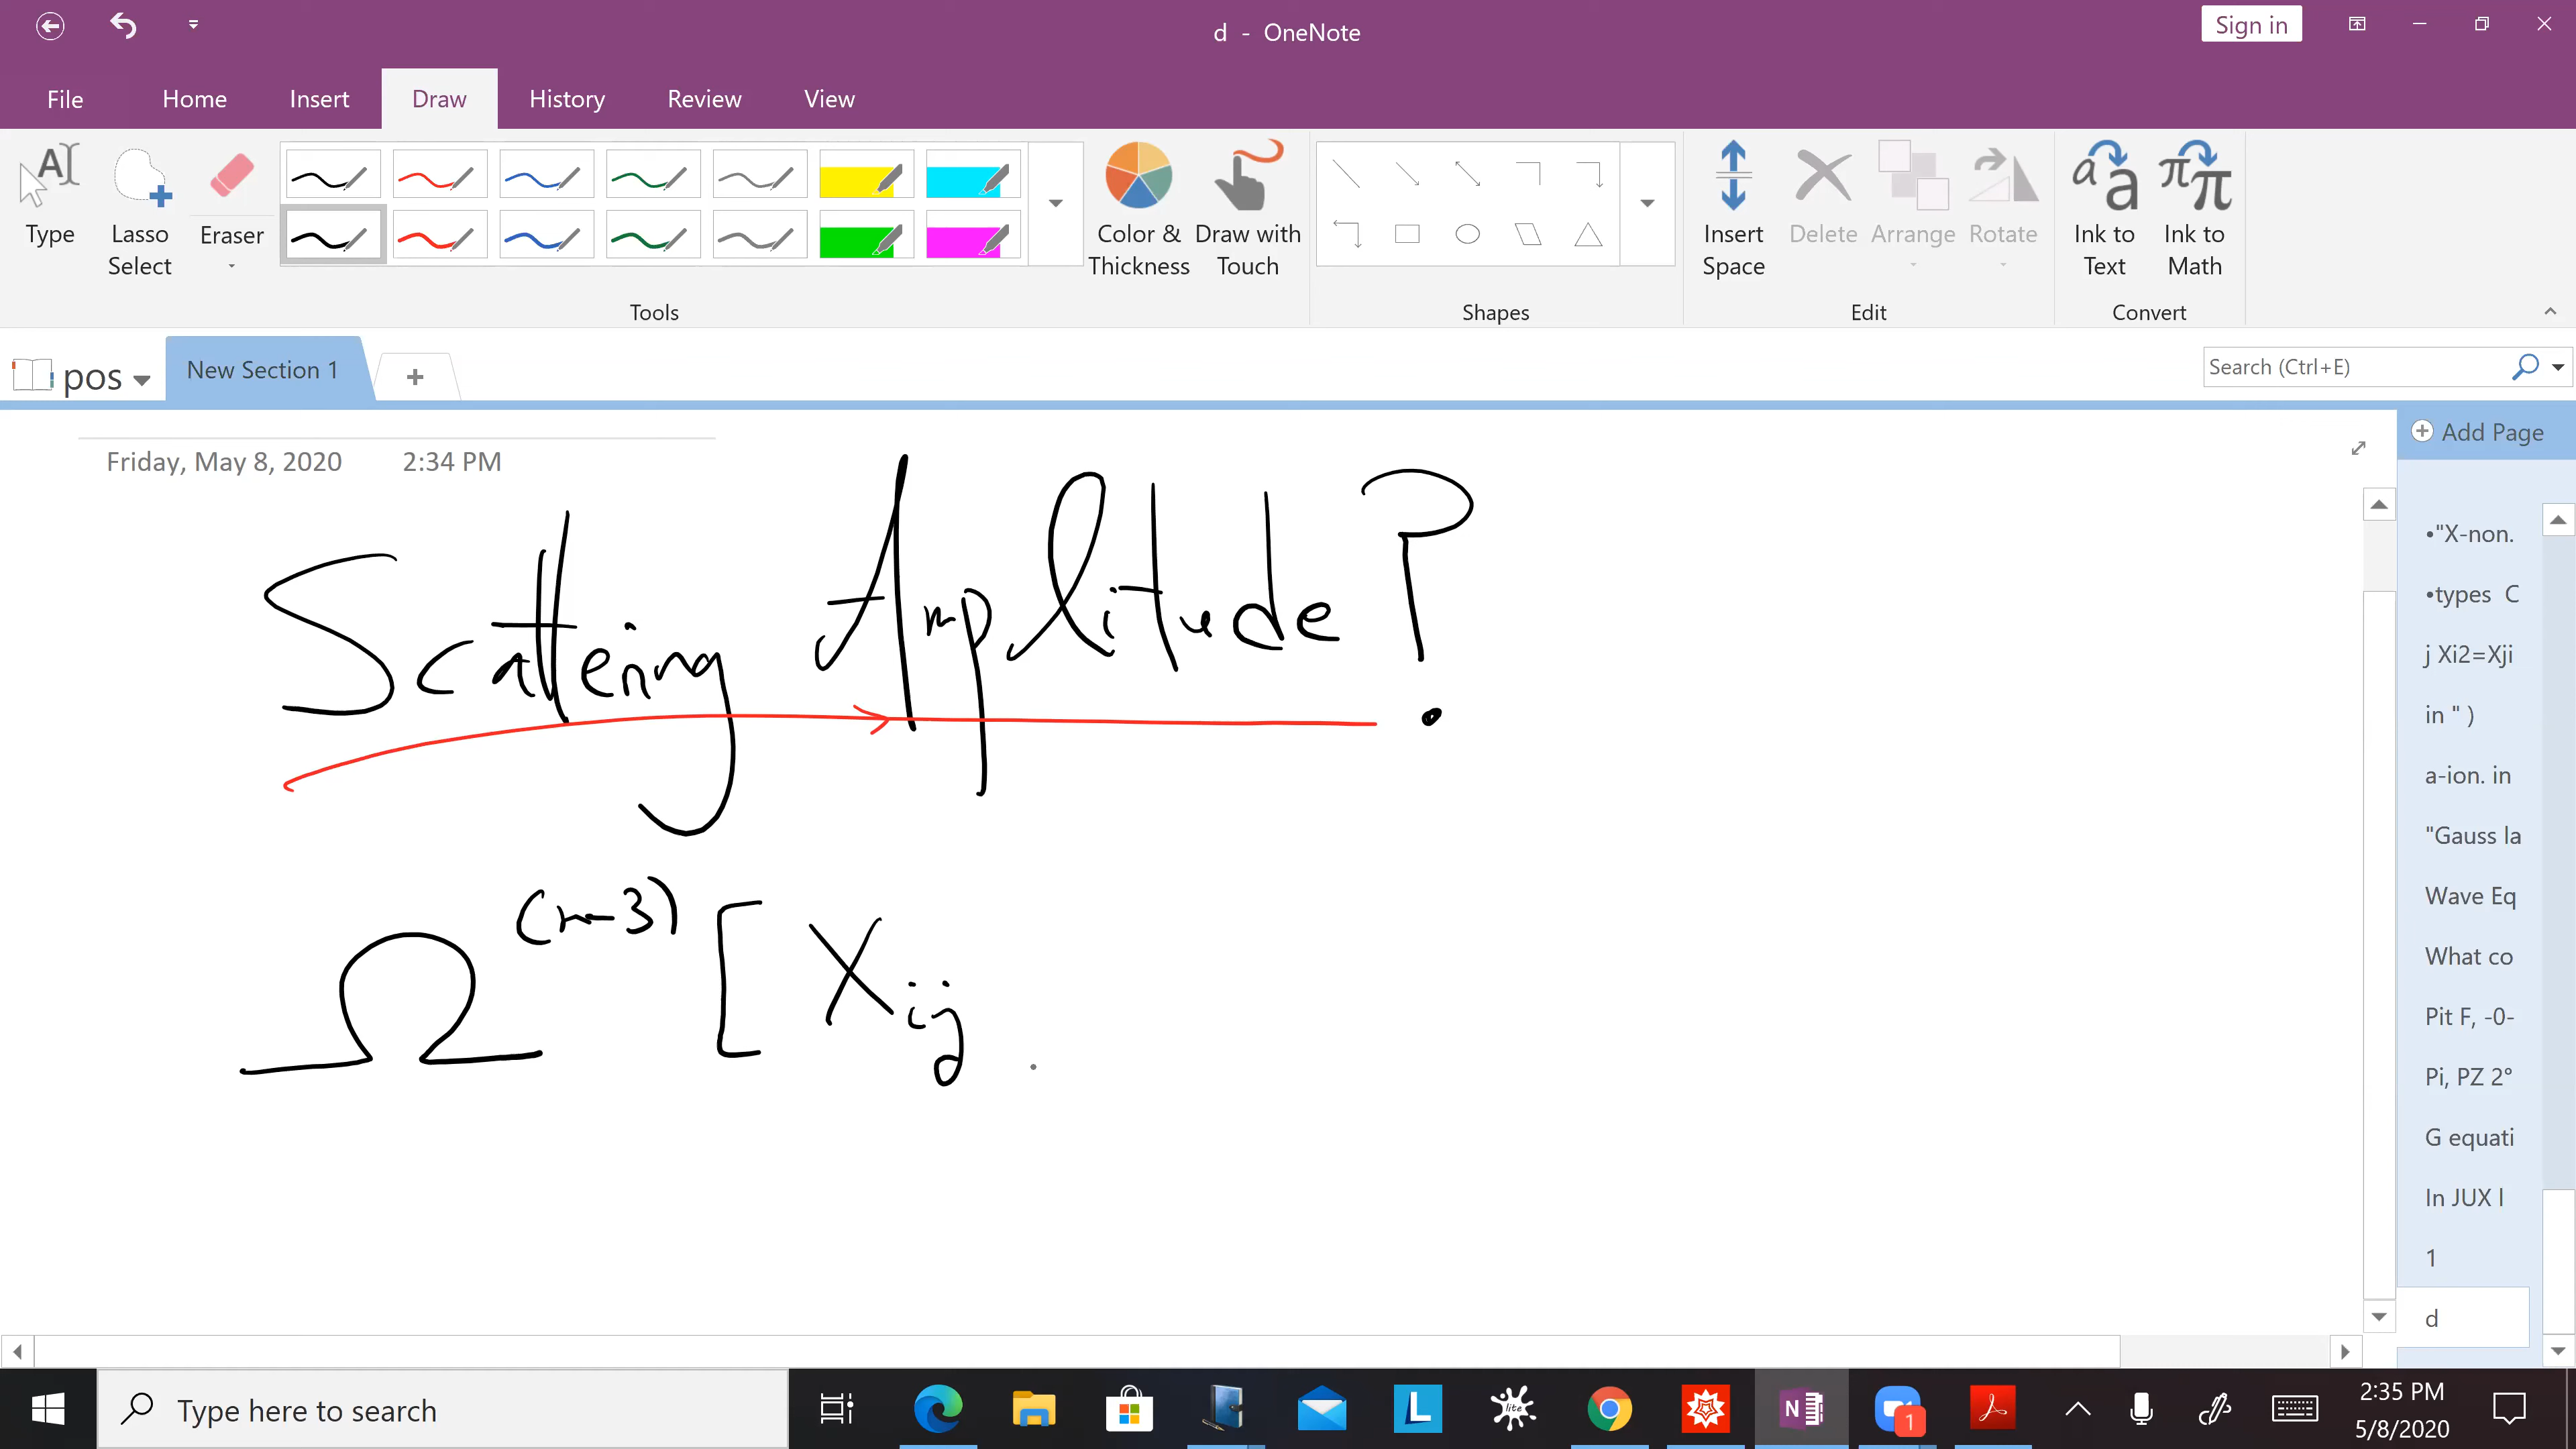 d - OneNote
Sign in
File Home Insert Draw History Review View
Type
Lasso Select
Eraser
Color & Thickness
Draw with Touch
Insert Space
Delete
Arrange
Rotate
Ink to Text
Ink to Math
Tools
Shapes
Edit
Convert
pos
New Section 1
+
Search (Ctrl+E)
Add Page
Friday, May 8, 2020 2:34 PM
Scattering Amplitude?
Ω^(n-3) [ X_ij
•"X-non.
•types C
j Xi2=Xji
in " )
a-ion. in
"Gauss la
Wave Eq
What co
Pit F, -0-
Pi, PZ 2°
G equati
In JUX l
1
d
Type here to search
L
lite
N
1
2:35 PM
5/8/2020